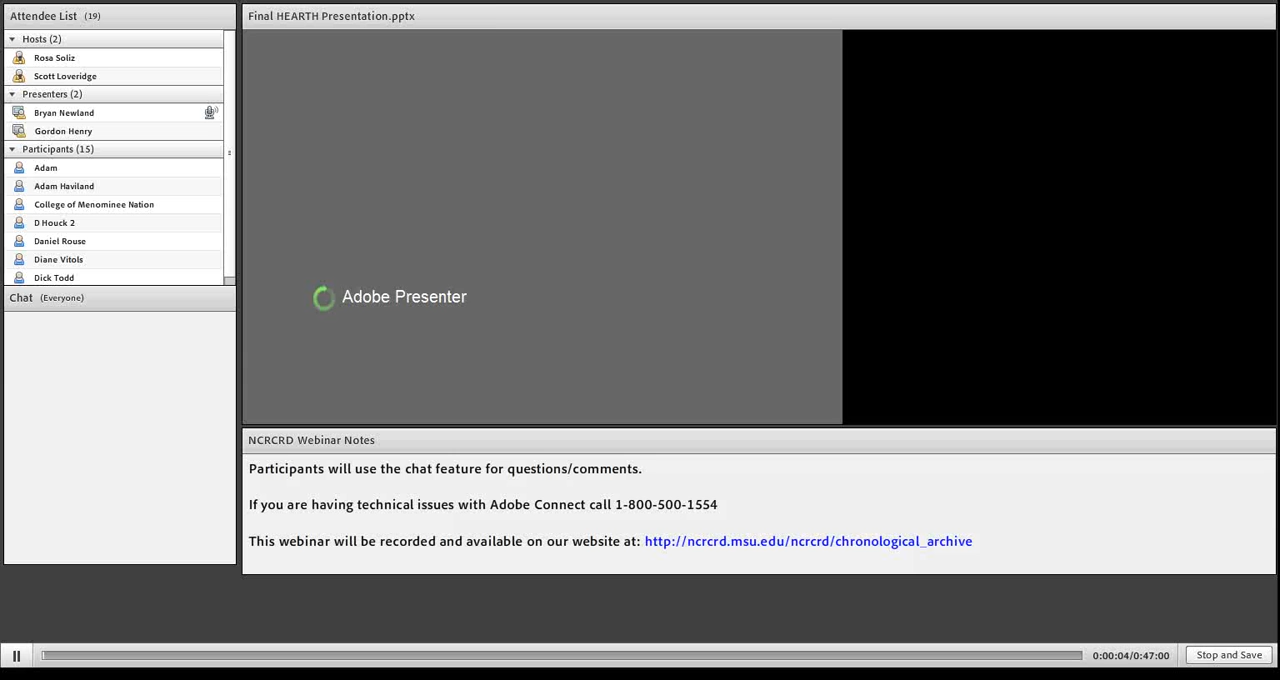 Attendee List (19)
Hosts (2)
Rosa Soliz
Scott Loveridge
Presenters (2)
Bryan Newland
Gordon Henry
Participants (15)
Adam
Adam Haviland
College of Menominee Nation
D Houck 2
Daniel Rouse
Diane Vitols
Dick Todd
Chat (Everyone)
Final HEARTH Presentation.pptx
Adobe Presenter
NCRCRD Webinar Notes
Participants will use the chat feature for questions/comments.
If you are having technical issues with Adobe Connect call 1-800-500-1554
This webinar will be recorded and available on our website at: http://ncrcrd.msu.edu/ncrcrd/chronological_archive
0:00:04/0:47:00
Stop and Save